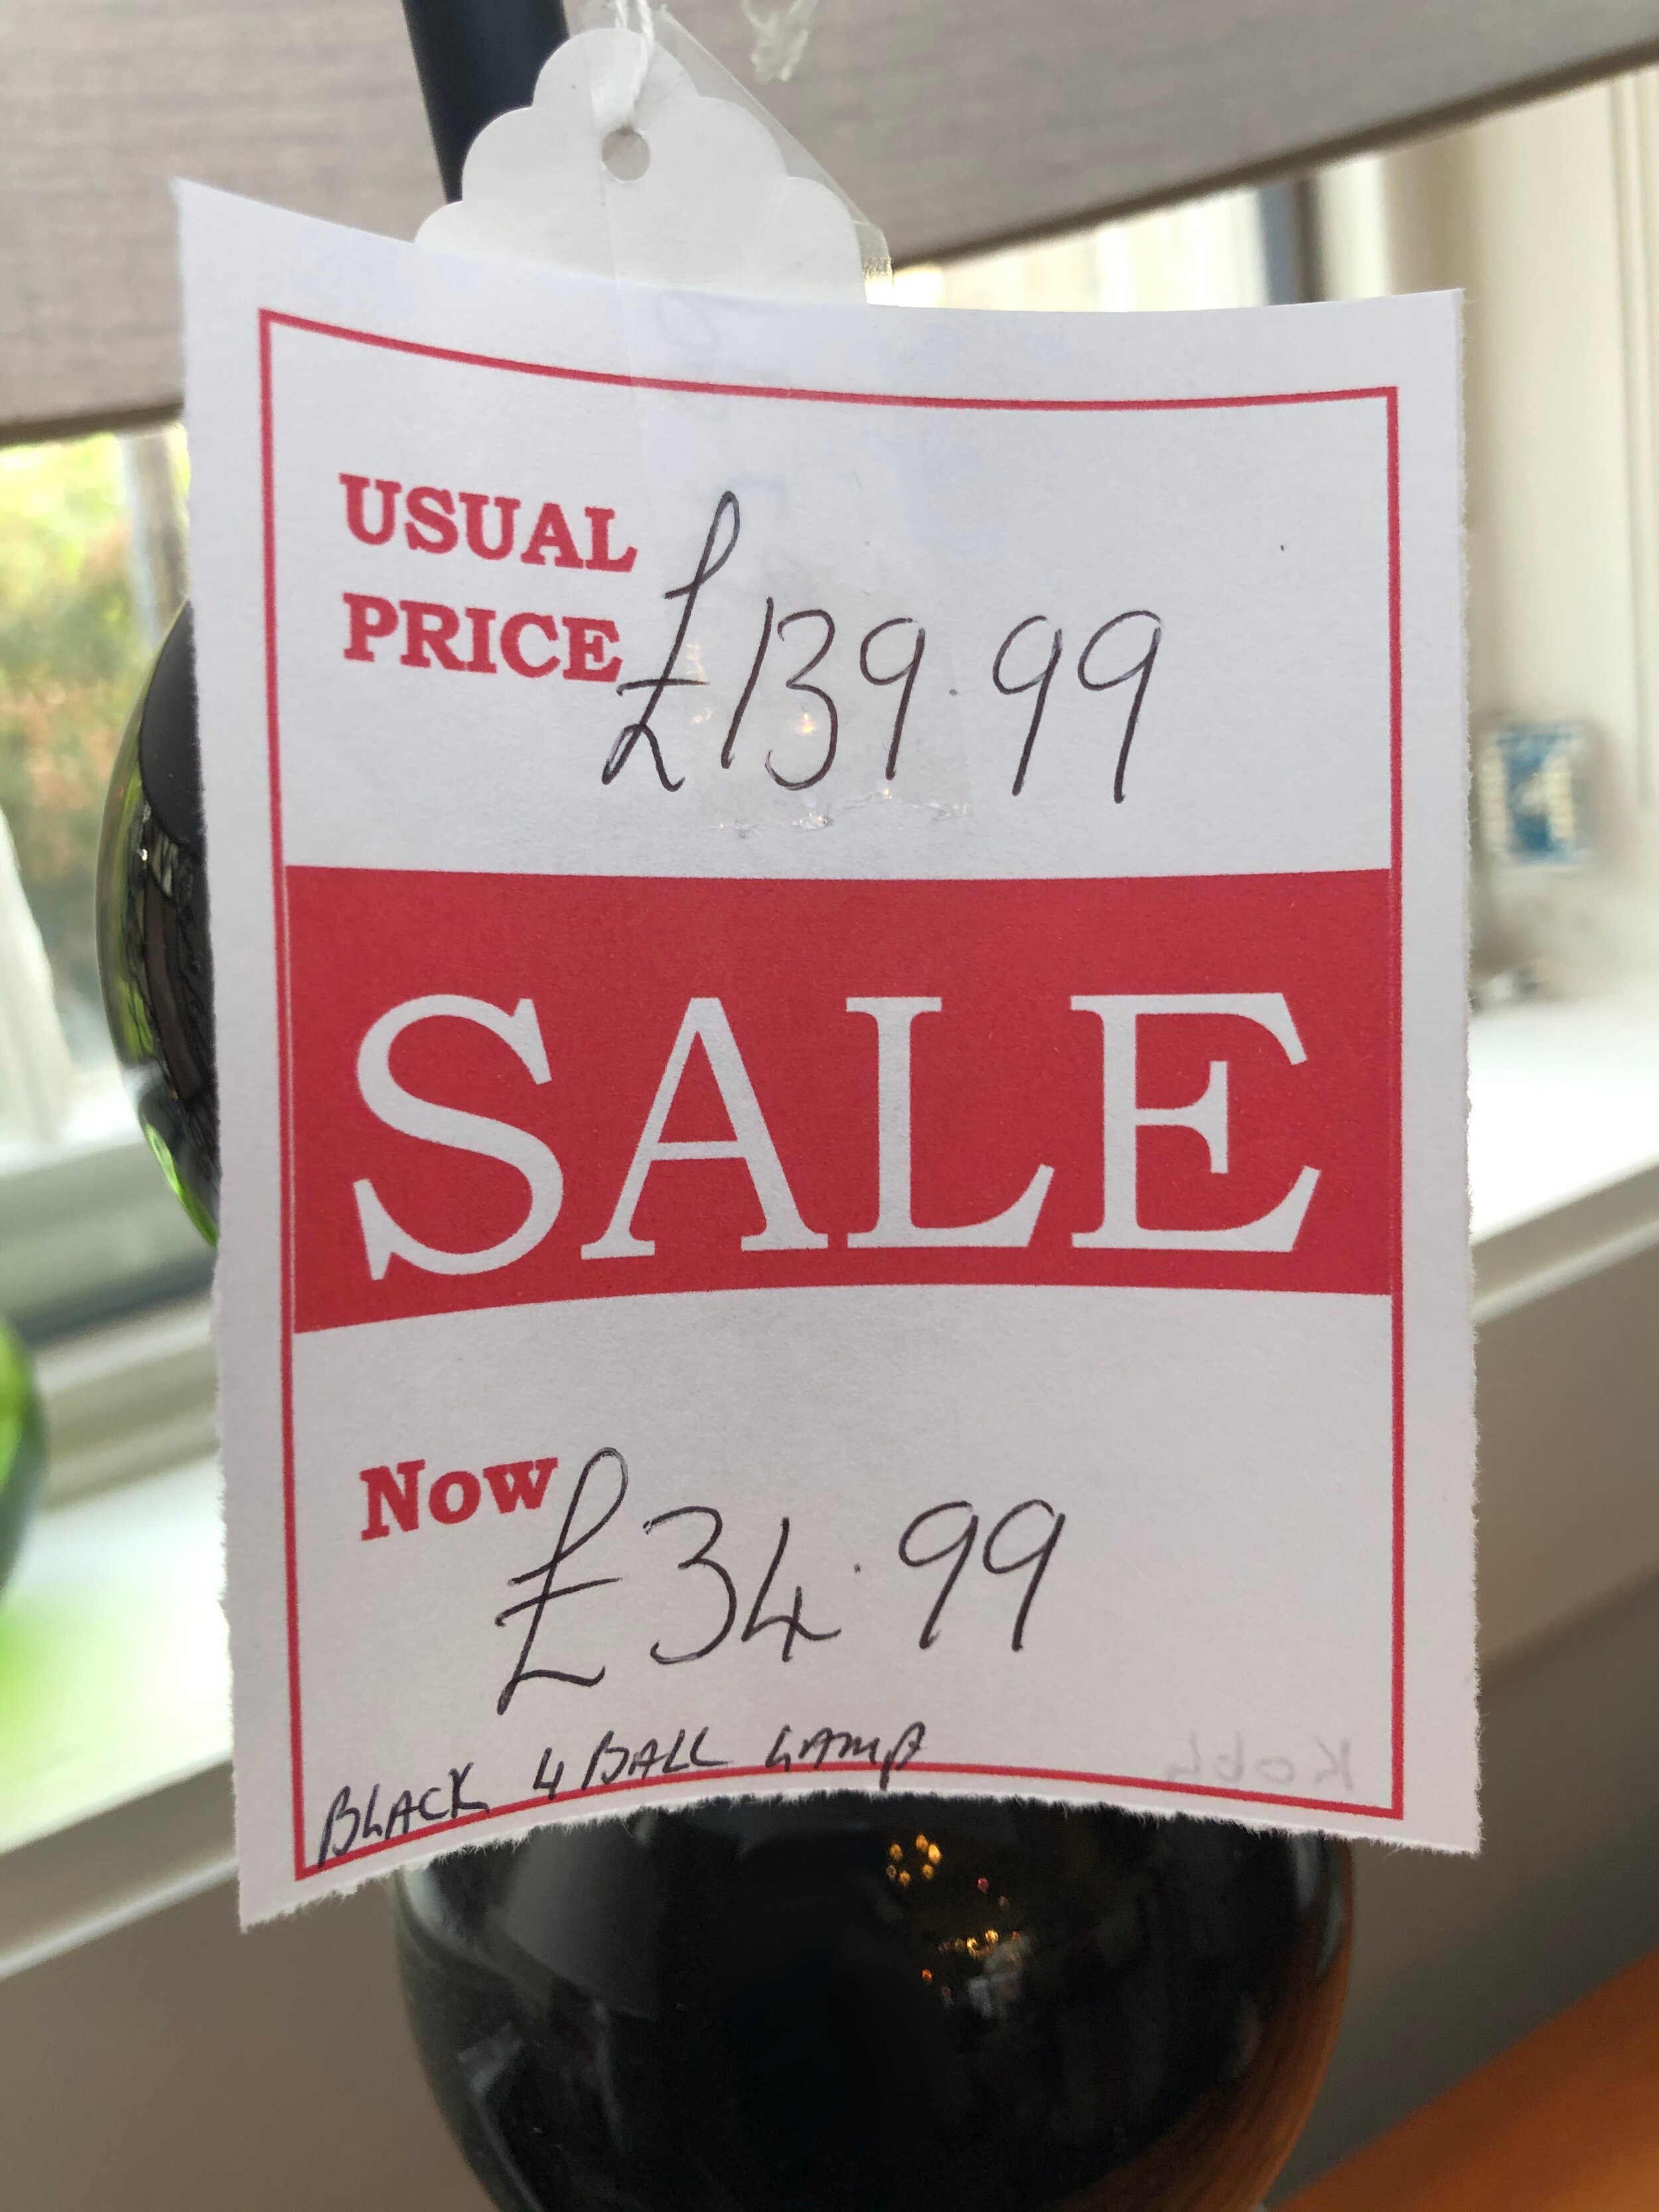 USUAL
PRICE £139.99
SALE
Now £34.99
BLACK 4 BALL LAMP